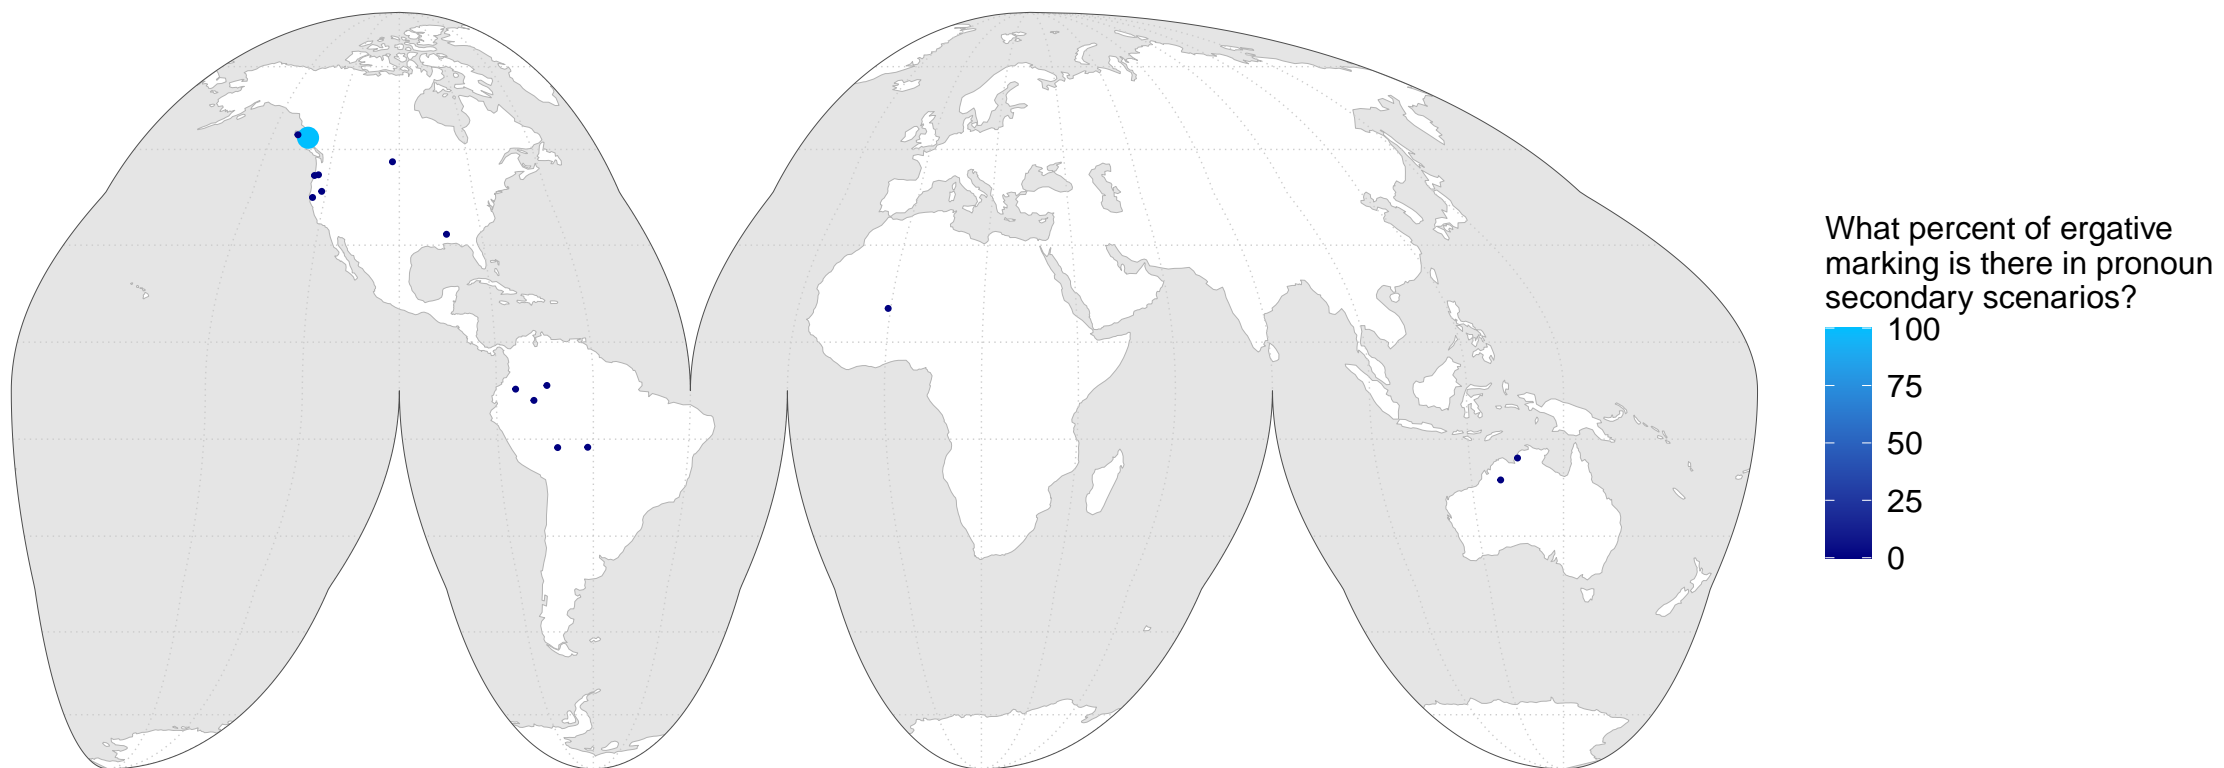 What percent of ergative
marking is there in pronoun
secondary scenarios?
100
75
50
25
0